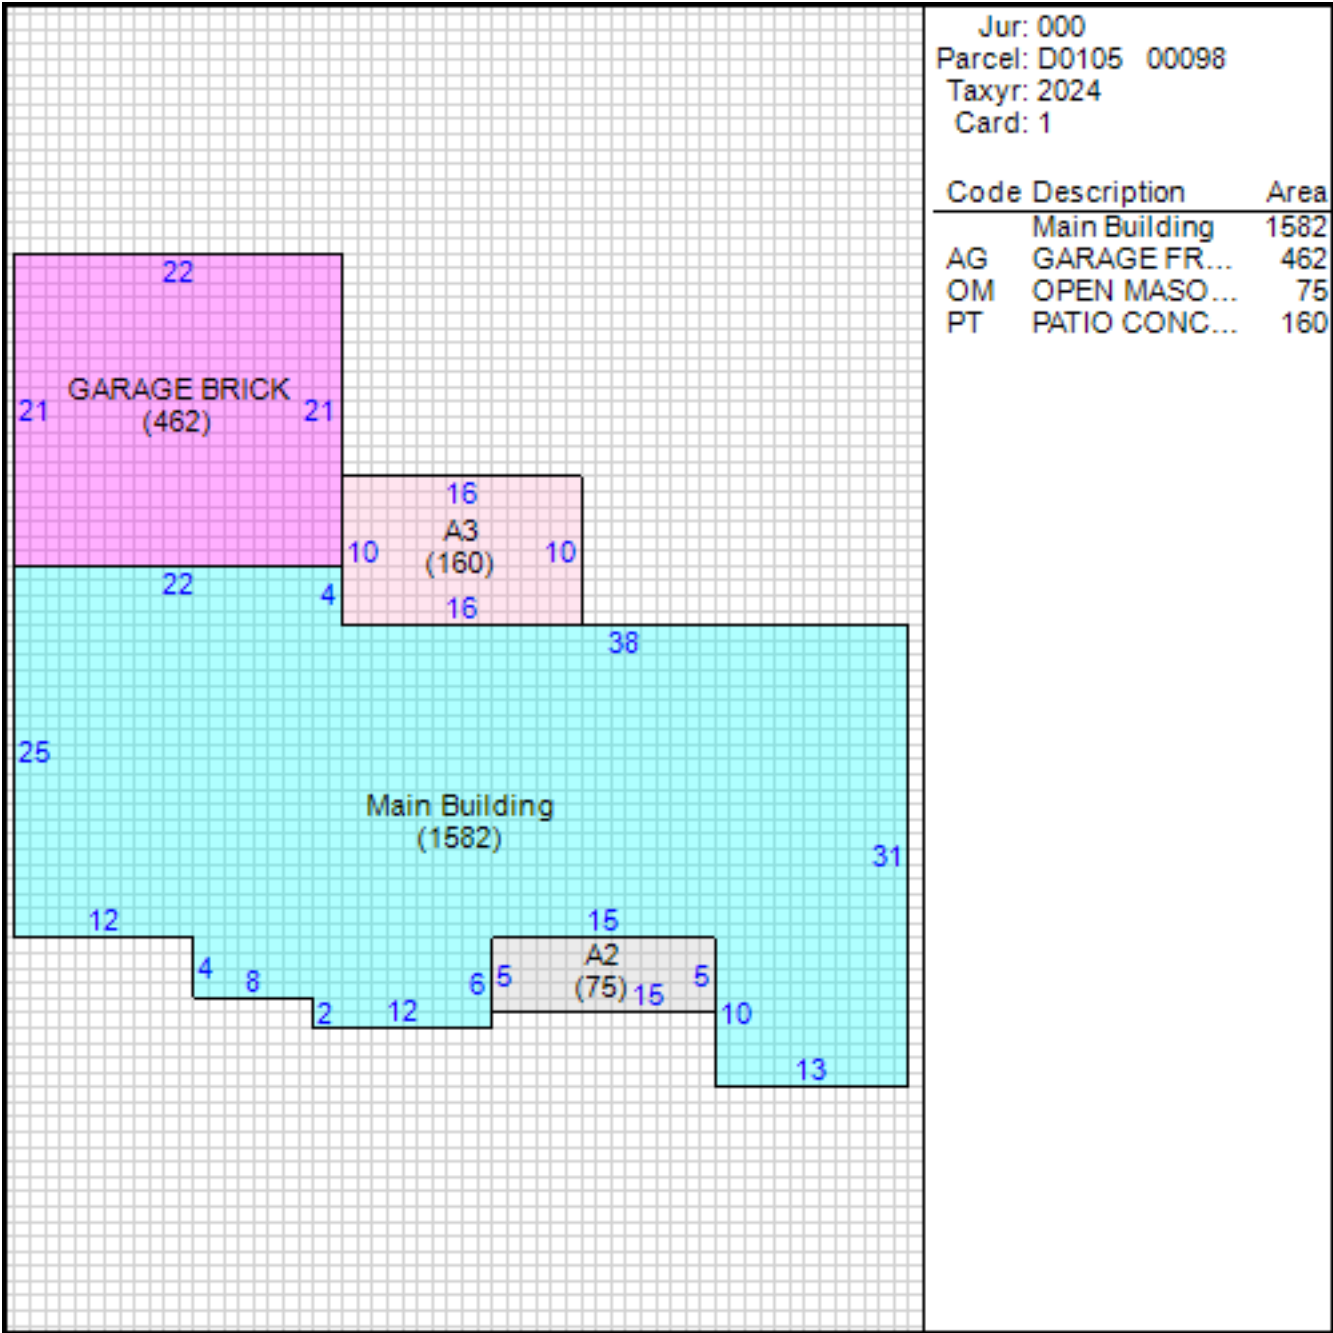 Jur: 000
Parcel: D0105 00098
Taxyr: 2024
Card: 1
Code Description Area
Main Building 1582
AG GARAGE FR... 462
OM OPEN MASO... 75
PT PATIO CONC... 160
22
GARAGE BRICK
(462)
21
21
16
A3
(160)
10
10
16
22
4
38
25
Main Building
(1582)
31
12
15
4
8
6
5
A2
(75)
5
15
2
12
10
13